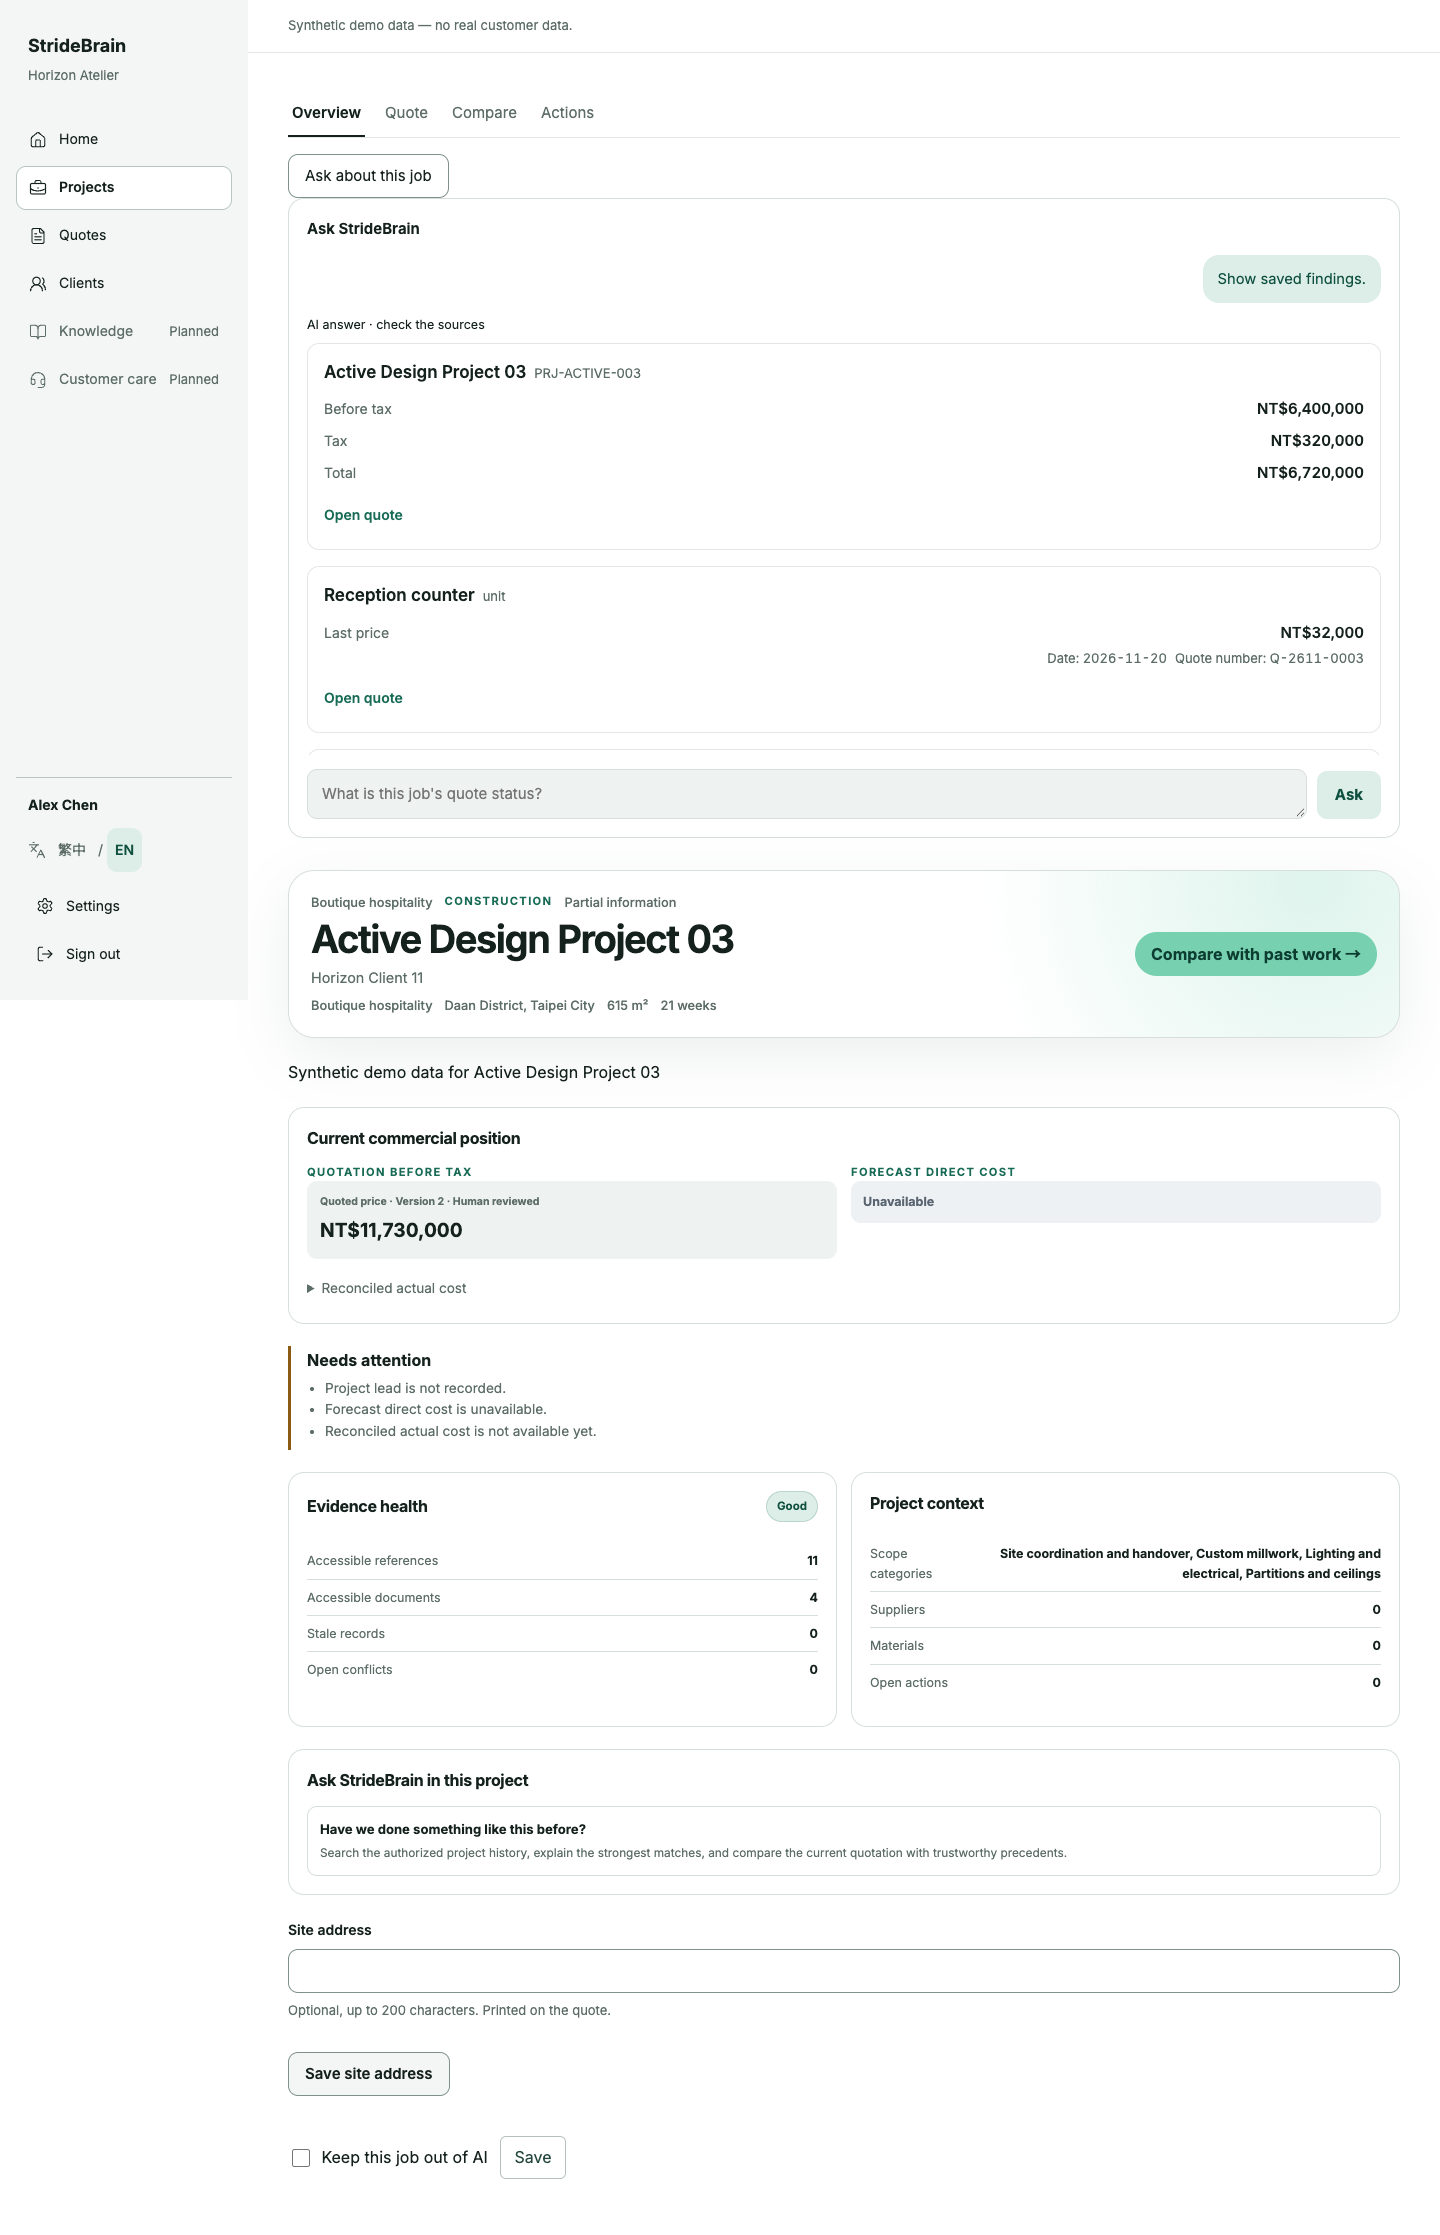 StrideBrain
Horizon Atelier
Home
Projects
Quotes
Clients
Knowledge Planned
Customer care Planned
Alex Chen
繁中 / EN
Settings
Sign out
Synthetic demo data — no real customer data.
Overview Quote Compare Actions
Ask about this job
Ask StrideBrain
Show saved findings.
AI answer · check the sources
Active Design Project 03 PRJ-ACTIVE-003
Before tax NT$6,400,000
Tax NT$320,000
Total NT$6,720,000
Open quote
Reception counter unit
Last price NT$32,000
Date: 2026-11-20 Quote number: Q-2611-0003
Open quote
What is this job's quote status?
Ask
Boutique hospitality CONSTRUCTION Partial information
Active Design Project 03
Horizon Client 11
Boutique hospitality Daan District, Taipei City 615 m² 21 weeks
Compare with past work →
Synthetic demo data for Active Design Project 03
Current commercial position
QUOTATION BEFORE TAX
Quoted price · Version 2 · Human reviewed
NT$11,730,000
FORECAST DIRECT COST
Unavailable
▶ Reconciled actual cost
Needs attention
• Project lead is not recorded.
• Forecast direct cost is unavailable.
• Reconciled actual cost is not available yet.
Evidence health Good
Accessible references 11
Accessible documents 4
Stale records 0
Open conflicts 0
Project context
Scope categories
Site coordination and handover, Custom millwork, Lighting and
electrical, Partitions and ceilings
Suppliers 0
Materials 0
Open actions 0
Ask StrideBrain in this project
Have we done something like this before?
Search the authorized project history, explain the strongest matches, and compare the current quotation with trustworthy precedents.
Site address
Optional, up to 200 characters. Printed on the quote.
Save site address
Keep this job out of AI Save